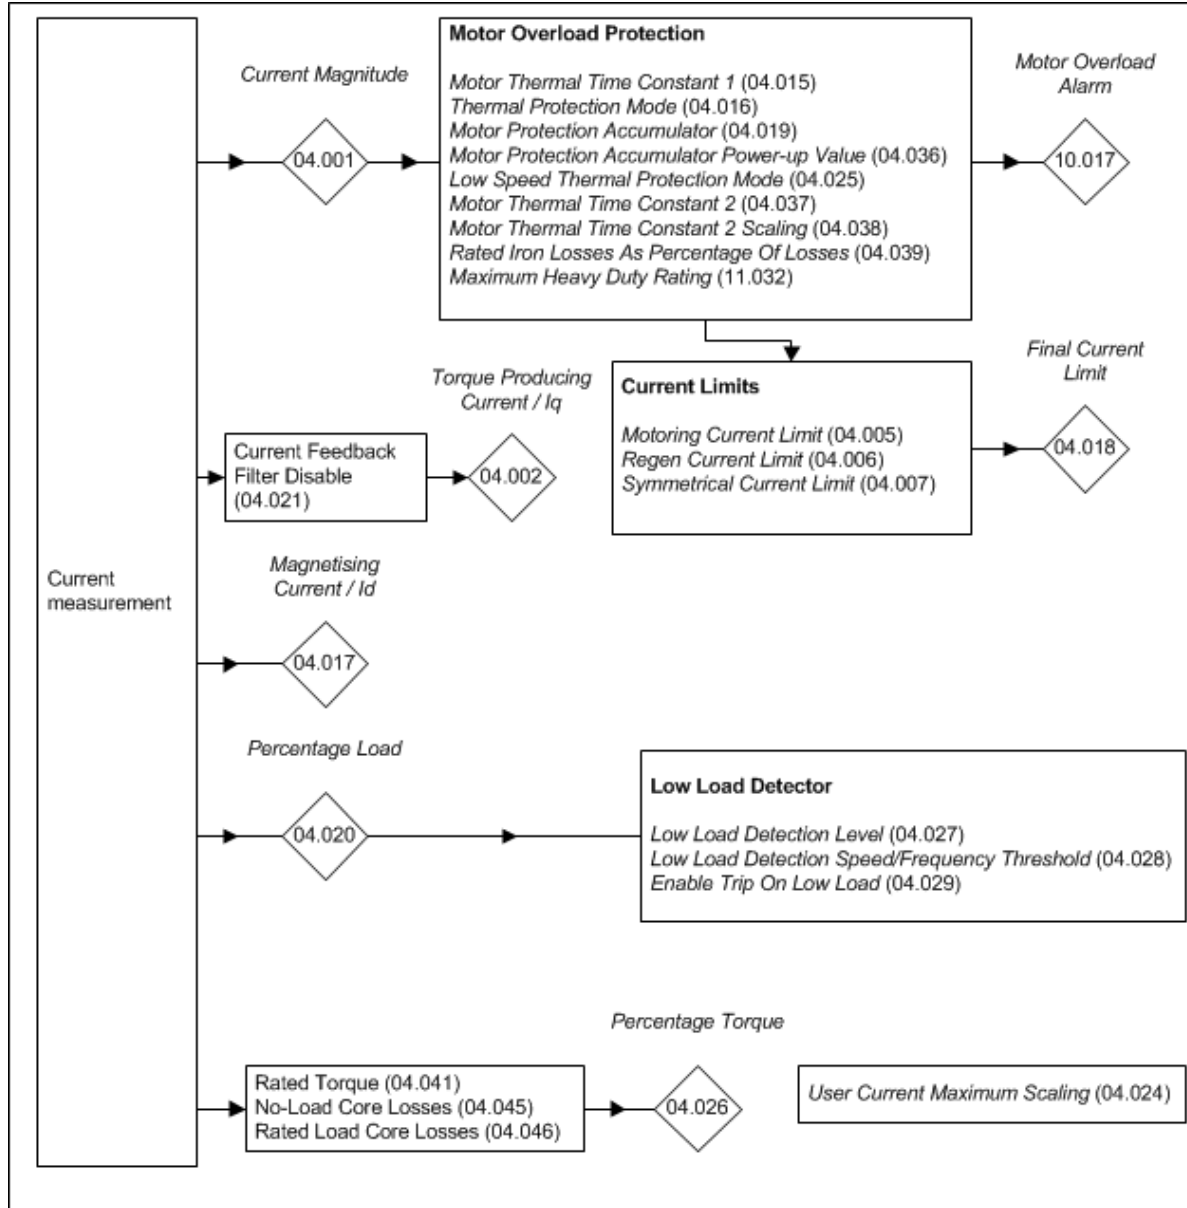 Motor Overload Protection
Current Magnitude
Motor Overload
Alarm
Motor Thermal Time Constant 1 (04.015)
Thermal Protection Mode (04.016)
Motor Protection Accumulator (04.019)
Motor Protection Accumulator Power-up Value (04.036)
Low Speed Thermal Protection Mode (04.025)
Motor Thermal Time Constant 2 (04.037)
Motor Thermal Time Constant 2 Scaling (04.038)
Rated Iron Losses As Percentage Of Losses (04.039)
Maximum Heavy Duty Rating (11.032)
04.001
10.017
Torque Producing
Current / Iq
Current Limits
Final Current
Limit
Motoring Current Limit (04.005)
Regen Current Limit (04.006)
Symmetrical Current Limit (04.007)
04.018
Current Feedback
Filter Disable
(04.021)
04.002
Current
measurement
Magnetising
Current / Id
04.017
Percentage Load
04.020
Low Load Detector
Low Load Detection Level (04.027)
Low Load Detection Speed/Frequency Threshold (04.028)
Enable Trip On Low Load (04.029)
Percentage Torque
Rated Torque (04.041)
No-Load Core Losses (04.045)
Rated Load Core Losses (04.046)
04.026
User Current Maximum Scaling (04.024)